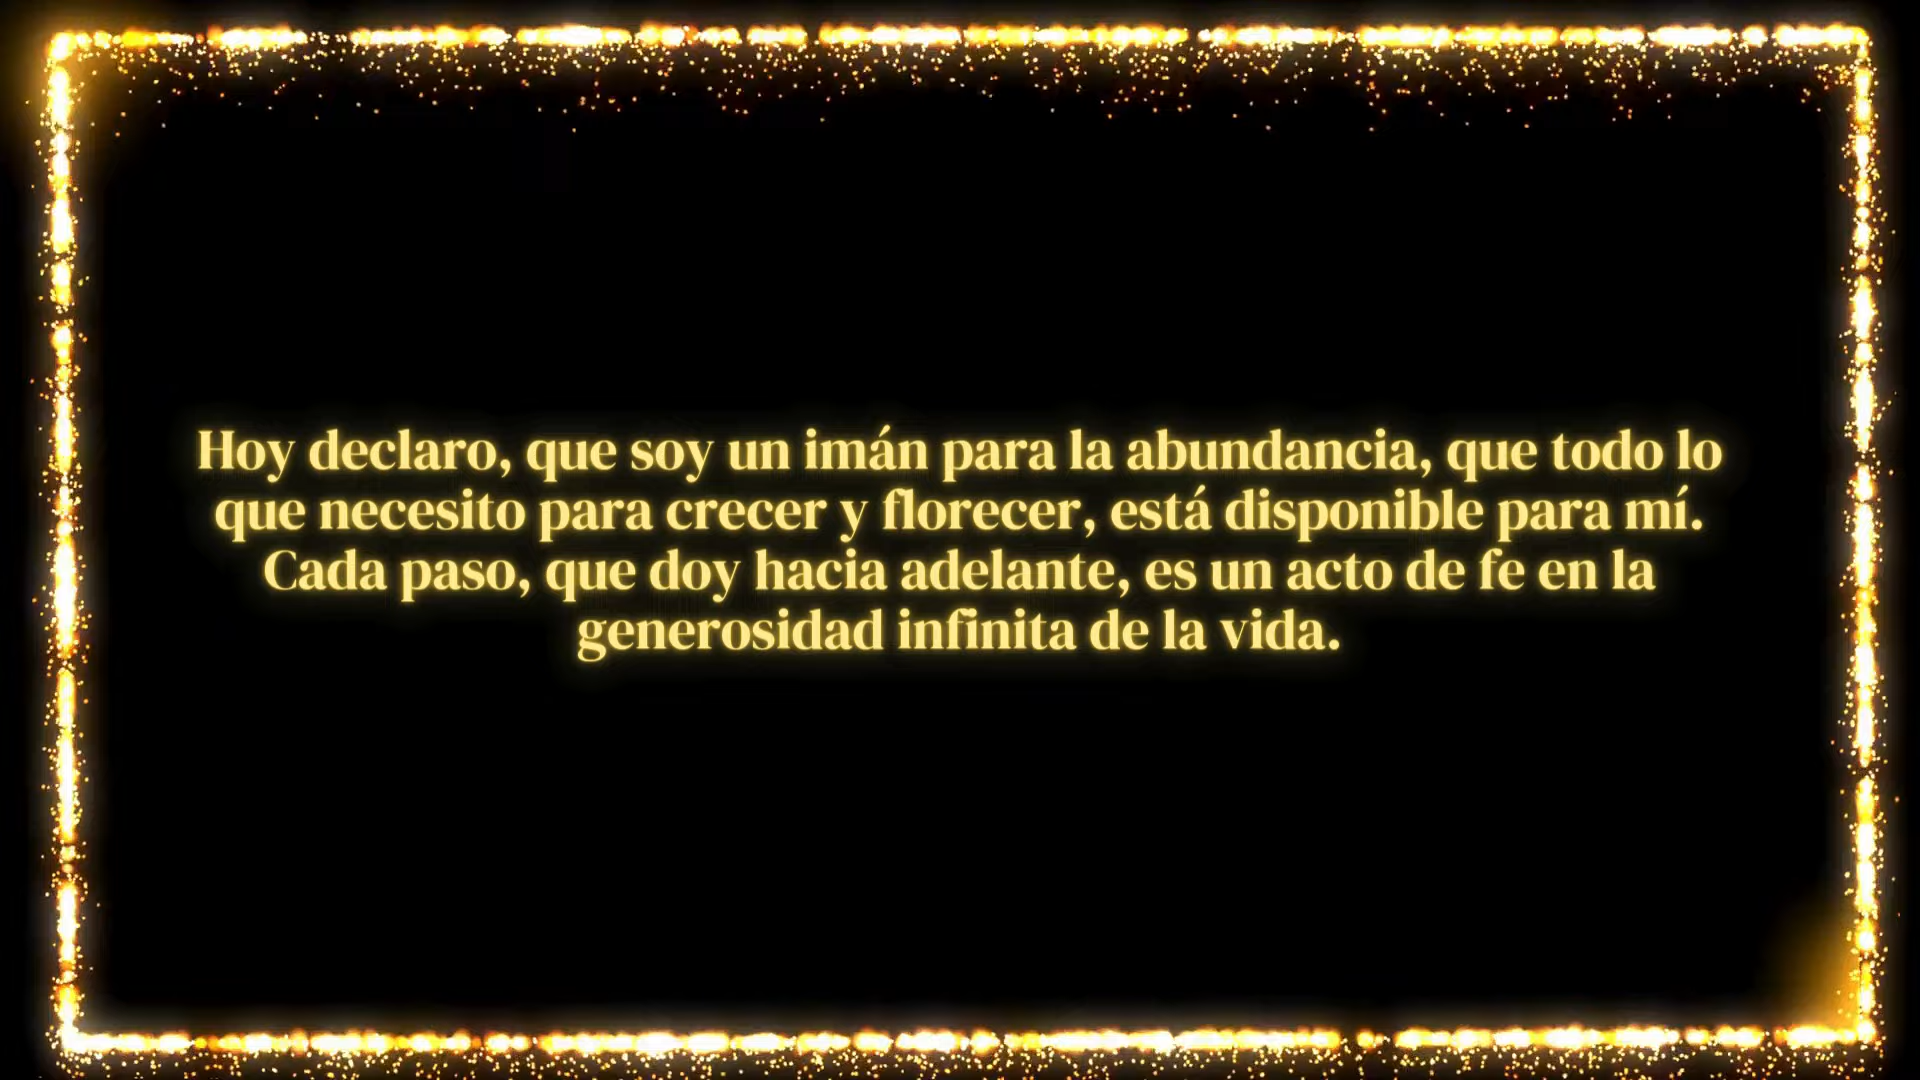 Hoy declaro, que soy un imán para la abundancia, que todo lo
que necesito para crecer y florecer, está disponible para mí.
Cada paso, que doy hacia adelante, es un acto de fe en la
generosidad infinita de la vida.